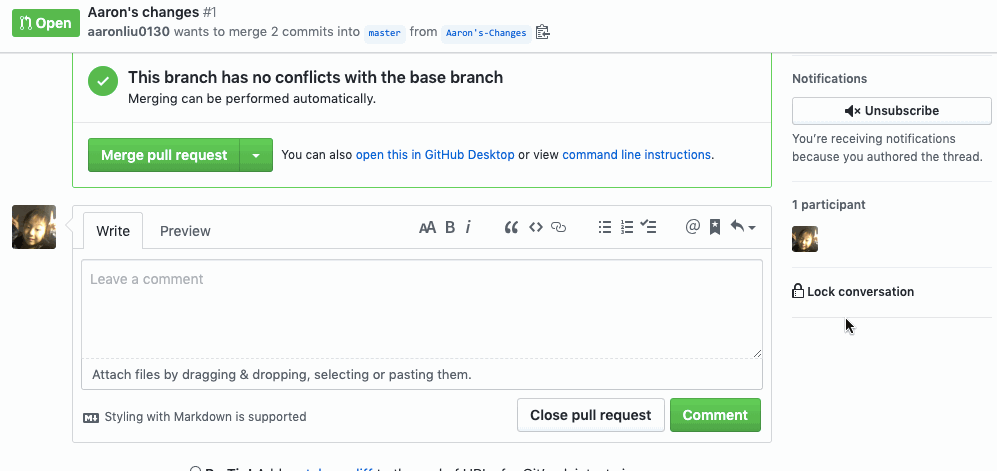 Open
Aaron's changes #1
aaronliu0130 wants to merge 2 commits into master from Aaron's-Changes
This branch has no conflicts with the base branch
Merging can be performed automatically.
Merge pull request
You can also open this in GitHub Desktop or view command line instructions.
Write Preview
AA B i
Leave a comment
Attach files by dragging & dropping, selecting or pasting them.
Styling with Markdown is supported
Close pull request Comment
Notifications
Unsubscribe
You're receiving notifications
because you authored the thread.
1 participant
Lock conversation